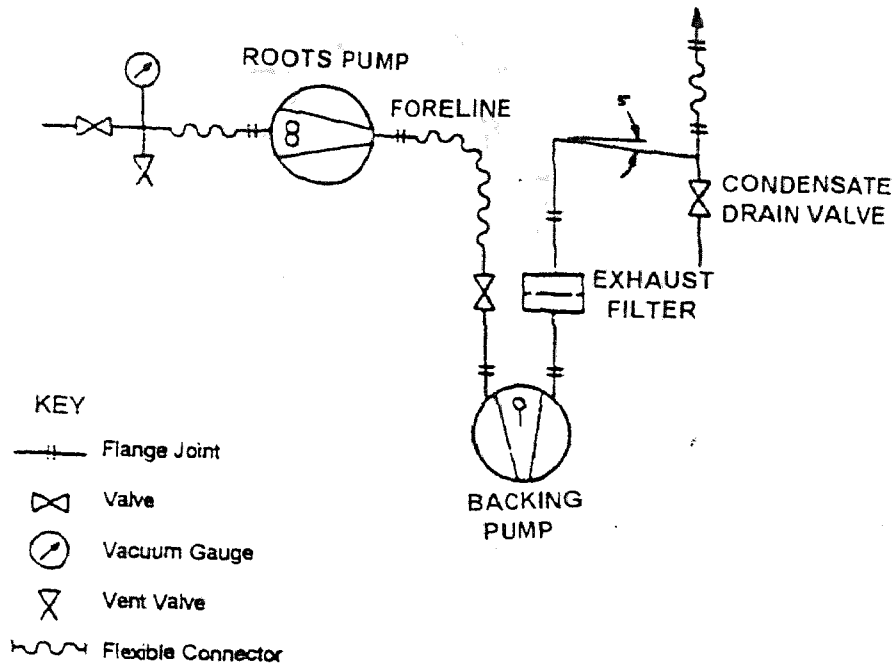 ROOTS PUMP
FORELINE
5
CONDENSATE
DRAIN VALVE
EXHAUST
FILTER
BACKING
PUMP
KEY
Flange Joint
Valve
Vacuum Gauge
Vent Valve
Flexible Connector